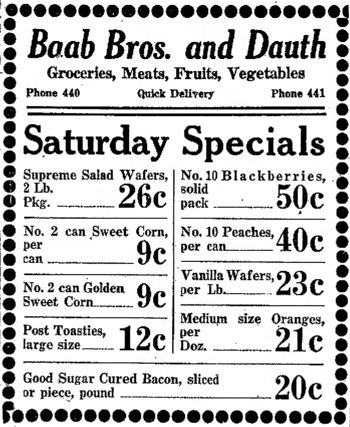 Baab Bros. and Dauth
Groceries, Meats, Fruits, Vegetables
Phone 440 Quick Delivery Phone 441
Saturday Specials
Supreme Salad Wafers,
2 Lb.
Pkg. 26c
No. 2 can Sweet Corn,
per
can 9c
No. 2 can Golden
Sweet Corn 9c
Post Toasties,
large size 12c
No. 10 Blackberries,
solid
pack 50c
No. 10 Peaches,
per can 40c
Vanilla Wafers,
per Lb. 23c
Medium size Oranges,
per
Doz. 21c
Good Sugar Cured Bacon, sliced
or piece, pound 20c